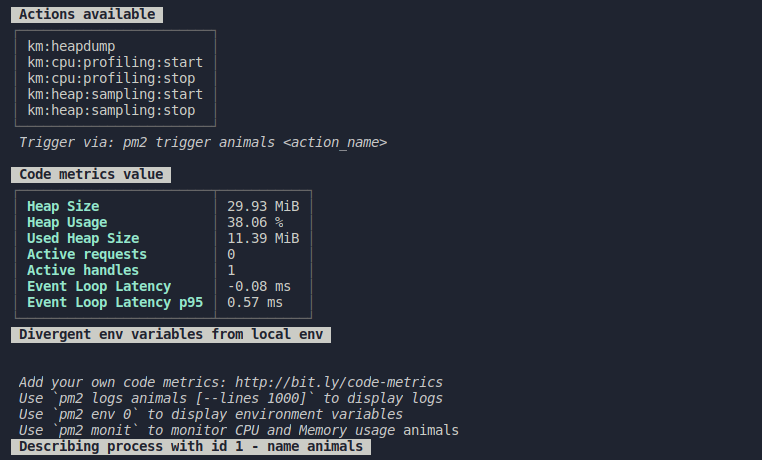 Actions available
km:heapdump
km:cpu:profiling:start
km:cpu:profiling:stop
km:heap:sampling:start
km:heap:sampling:stop
Trigger via: pm2 trigger animals <action_name>
Code metrics value
Heap Size 29.93 MiB
Heap Usage 38.06 %
Used Heap Size 11.39 MiB
Active requests 0
Active handles 1
Event Loop Latency -0.08 ms
Event Loop Latency p95 0.57 ms
Divergent env variables from local env
Add your own code metrics: http://bit.ly/code-metrics
Use `pm2 logs animals [--lines 1000]` to display logs
Use `pm2 env 0` to display environment variables
Use `pm2 monit` to monitor CPU and Memory usage animals
Describing process with id 1 - name animals